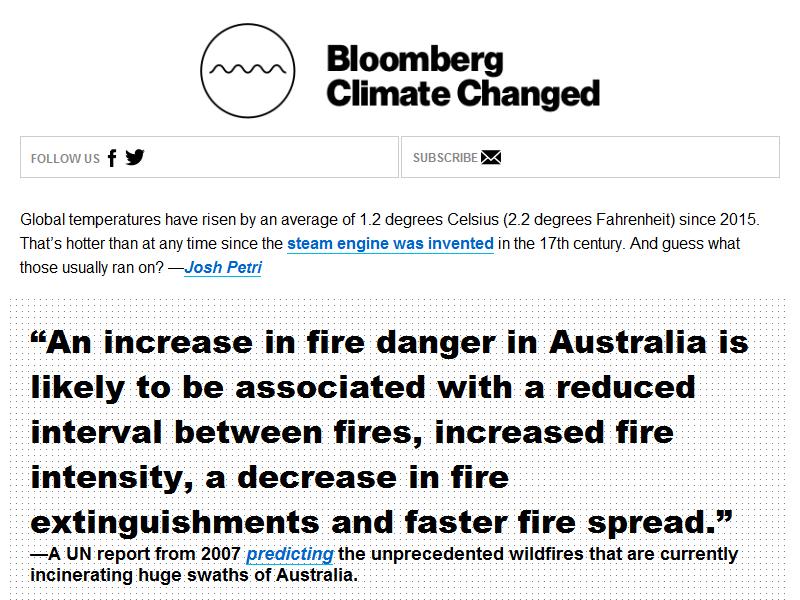 Bloomberg
Climate Changed
FOLLOW US
SUBSCRIBE
Global temperatures have risen by an average of 1.2 degrees Celsius (2.2 degrees Fahrenheit) since 2015.
That’s hotter than at any time since the steam engine was invented in the 17th century. And guess what
those usually ran on? —Josh Petri
“An increase in fire danger in Australia is
likely to be associated with a reduced
interval between fires, increased fire
intensity, a decrease in fire
extinguishments and faster fire spread.”
—A UN report from 2007 predicting the unprecedented wildfires that are currently
incinerating huge swaths of Australia.